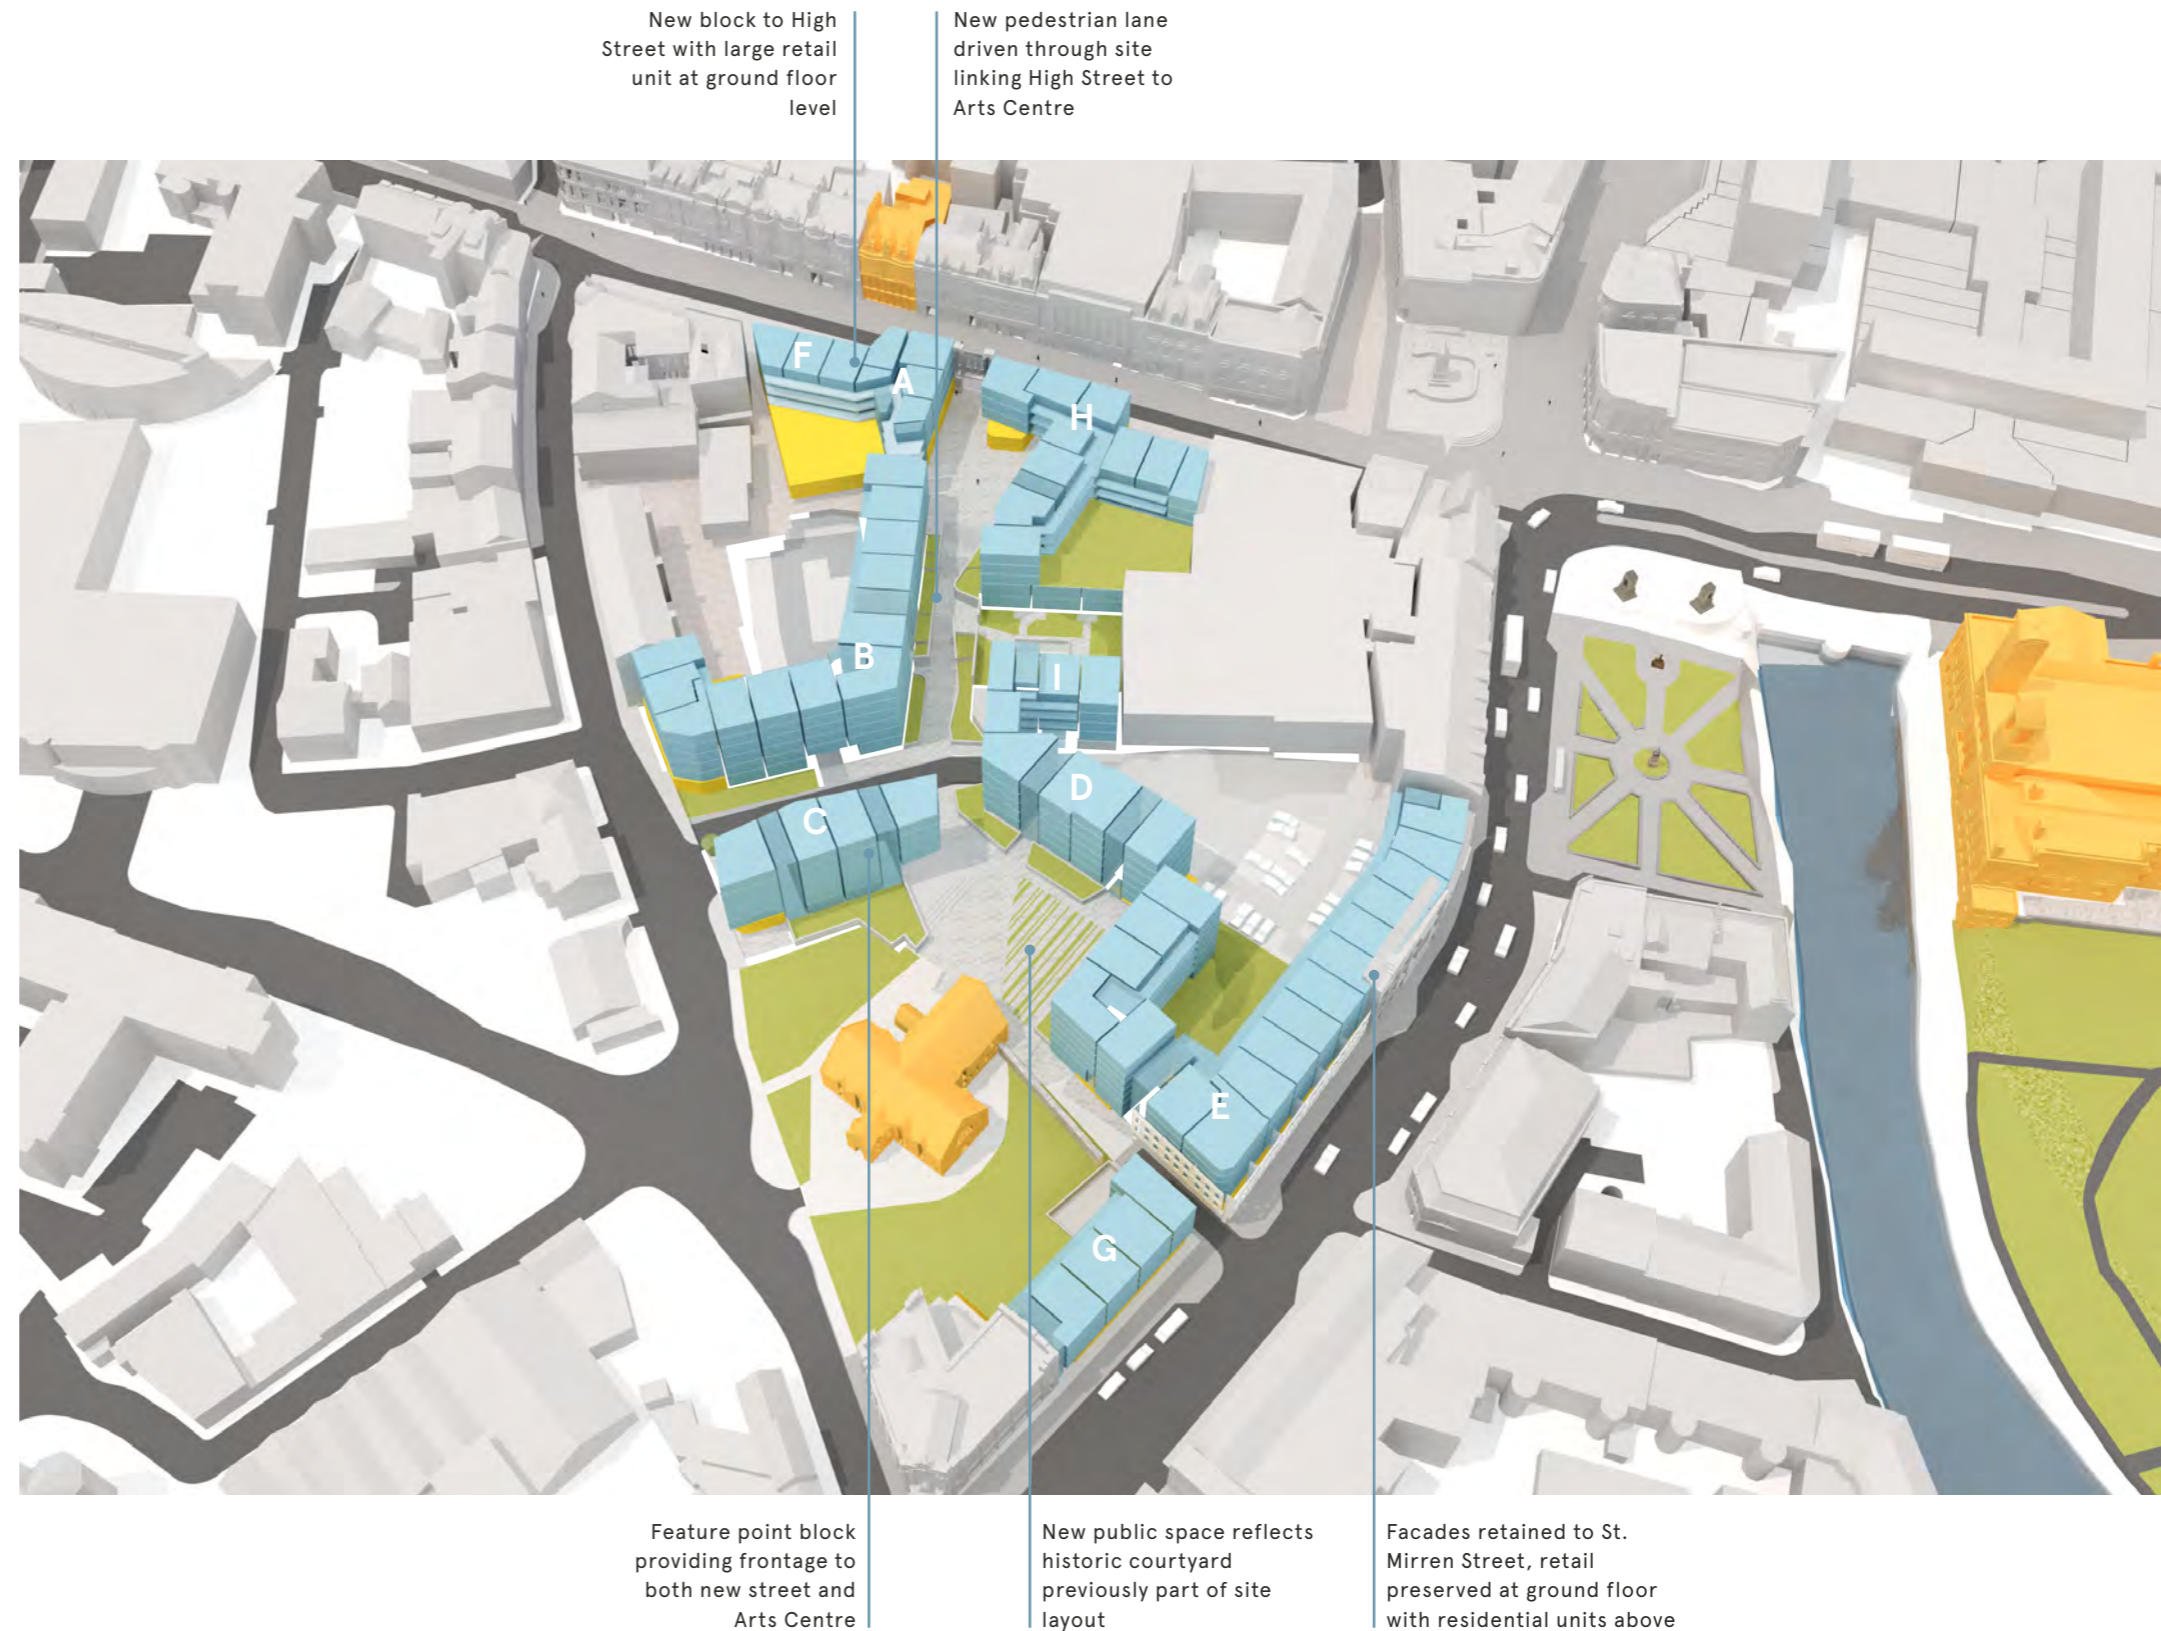 New block to High
Street with large retail
unit at ground floor
level
New pedestrian lane
driven through site
linking High Street to
Arts Centre
F
A
H
B
I
D
C
E
G
Feature point block
providing frontage to
both new street and
Arts Centre
New public space reflects
historic courtyard
previously part of site
layout
Facades retained to St.
Mirren Street, retail
preserved at ground floor
with residential units above